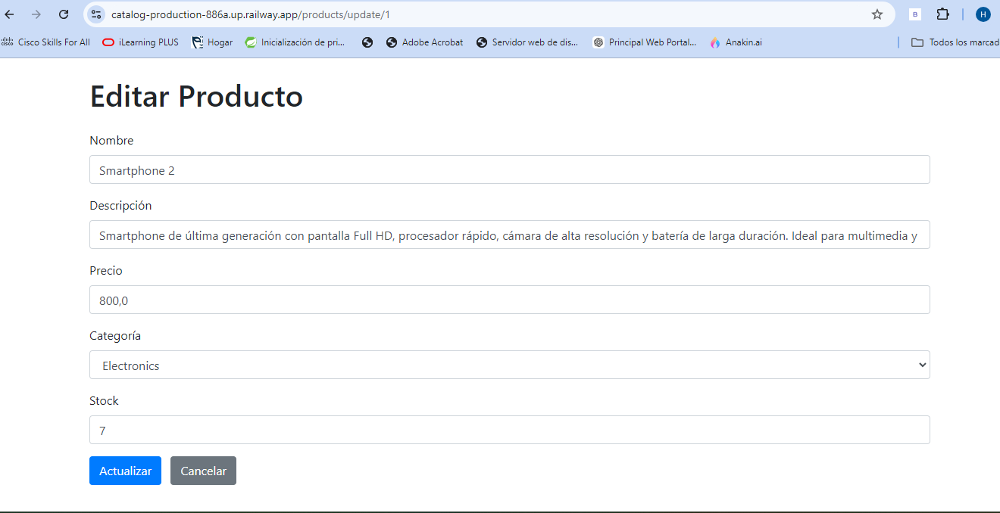 catalog-production-886a.up.railway.app/products/update/1
B
H
cisco Cisco Skills For All iLearning PLUS Hogar Inicialización de pri... Adobe Acrobat Servidor web de dis... Principal Web Portal... Anakin.ai Todos los marcad
Editar Producto
Nombre
Smartphone 2
Descripción
Smartphone de última generación con pantalla Full HD, procesador rápido, cámara de alta resolución y batería de larga duración. Ideal para multimedia y
Precio
800,0
Categoría
Electronics
Stock
7
Actualizar Cancelar